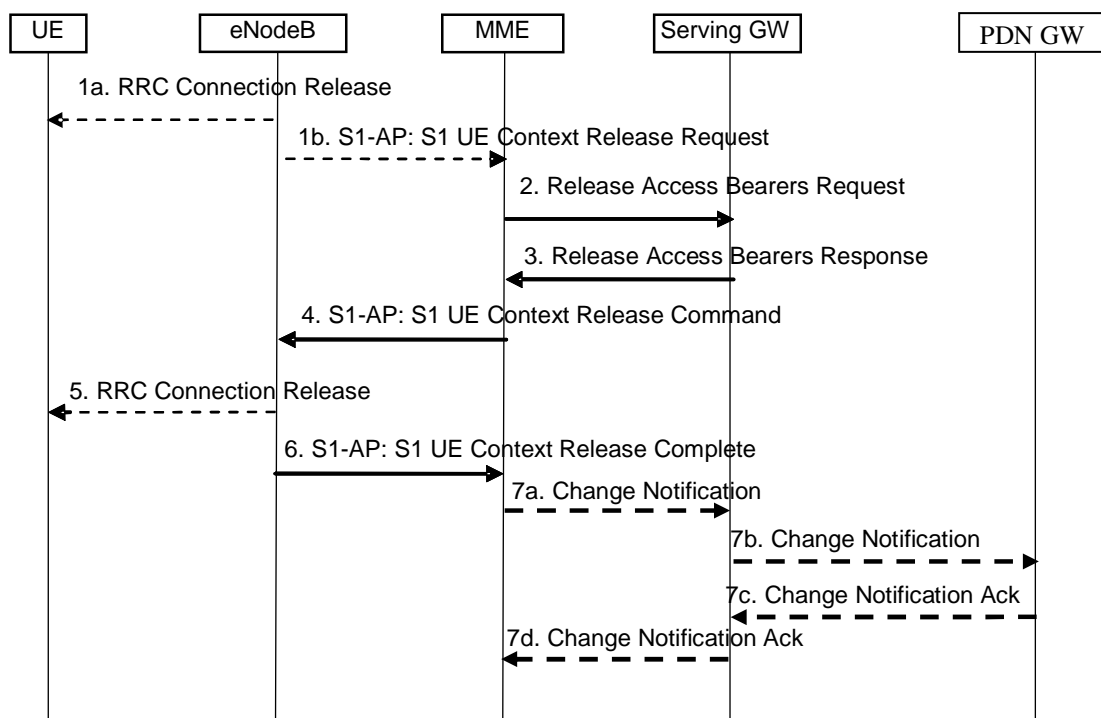 UE
eNodeB
MME
Serving GW
PDN GW
1a. RRC Connection Release
1b. S1-AP: S1 UE Context Release Request
2. Release Access Bearers Request
3. Release Access Bearers Response
4. S1-AP: S1 UE Context Release Command
5. RRC Connection Release
6. S1-AP: S1 UE Context Release Complete
7a. Change Notification
7b. Change Notification
7c. Change Notification Ack
7d. Change Notification Ack